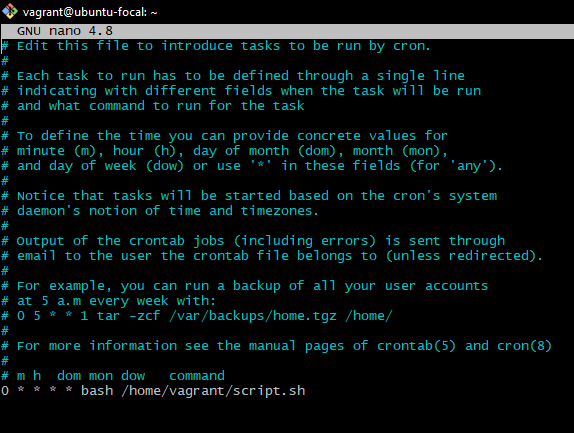 vagrant@ubuntu-focal: ~
GNU nano 4.8
# Edit this file to introduce tasks to be run by cron.
#
# Each task to run has to be defined through a single line
# indicating with different fields when the task will be run
# and what command to run for the task
#
# To define the time you can provide concrete values for
# minute (m), hour (h), day of month (dom), month (mon),
# and day of week (dow) or use '*' in these fields (for 'any').
#
# Notice that tasks will be started based on the cron's system
# daemon's notion of time and timezones.
#
# Output of the crontab jobs (including errors) is sent through
# email to the user the crontab file belongs to (unless redirected).
#
# For example, you can run a backup of all your user accounts
# at 5 a.m every week with:
# 0 5 * * 1 tar -zcf /var/backups/home.tgz /home/
#
# For more information see the manual pages of crontab(5) and cron(8)
#
# m h  dom mon dow   command
0 * * * * bash /home/vagrant/script.sh